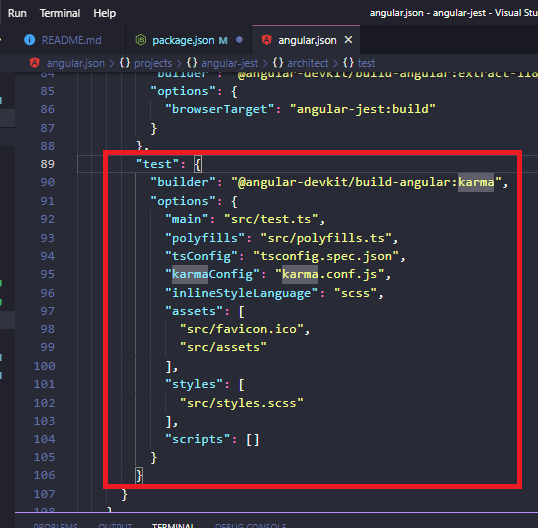 Run Terminal Help angular.json - angular-jest - Visual Stu
README.md package.json M angular.json
angular.json > {} projects > {} angular-jest > {} architect > {} test
84 "builder": "@angular-devkit/build-angular:extract-i18
85 "options": {
86 "browserTarget": "angular-jest:build"
87 }
88 },
89 "test": {
90 "builder": "@angular-devkit/build-angular:karma",
91 "options": {
92 "main": "src/test.ts",
93 "polyfills": "src/polyfills.ts",
94 "tsConfig": "tsconfig.spec.json",
95 "karmaConfig": "karma.conf.js",
96 "inlineStyleLanguage": "scss",
97 "assets": [
98 "src/favicon.ico",
99 "src/assets"
100 ],
101 "styles": [
102 "src/styles.scss"
103 ],
104 "scripts": []
105 }
106 }
107 }
108 }
PROBLEMS OUTPUT TERMINAL DEBUG CONSOLE